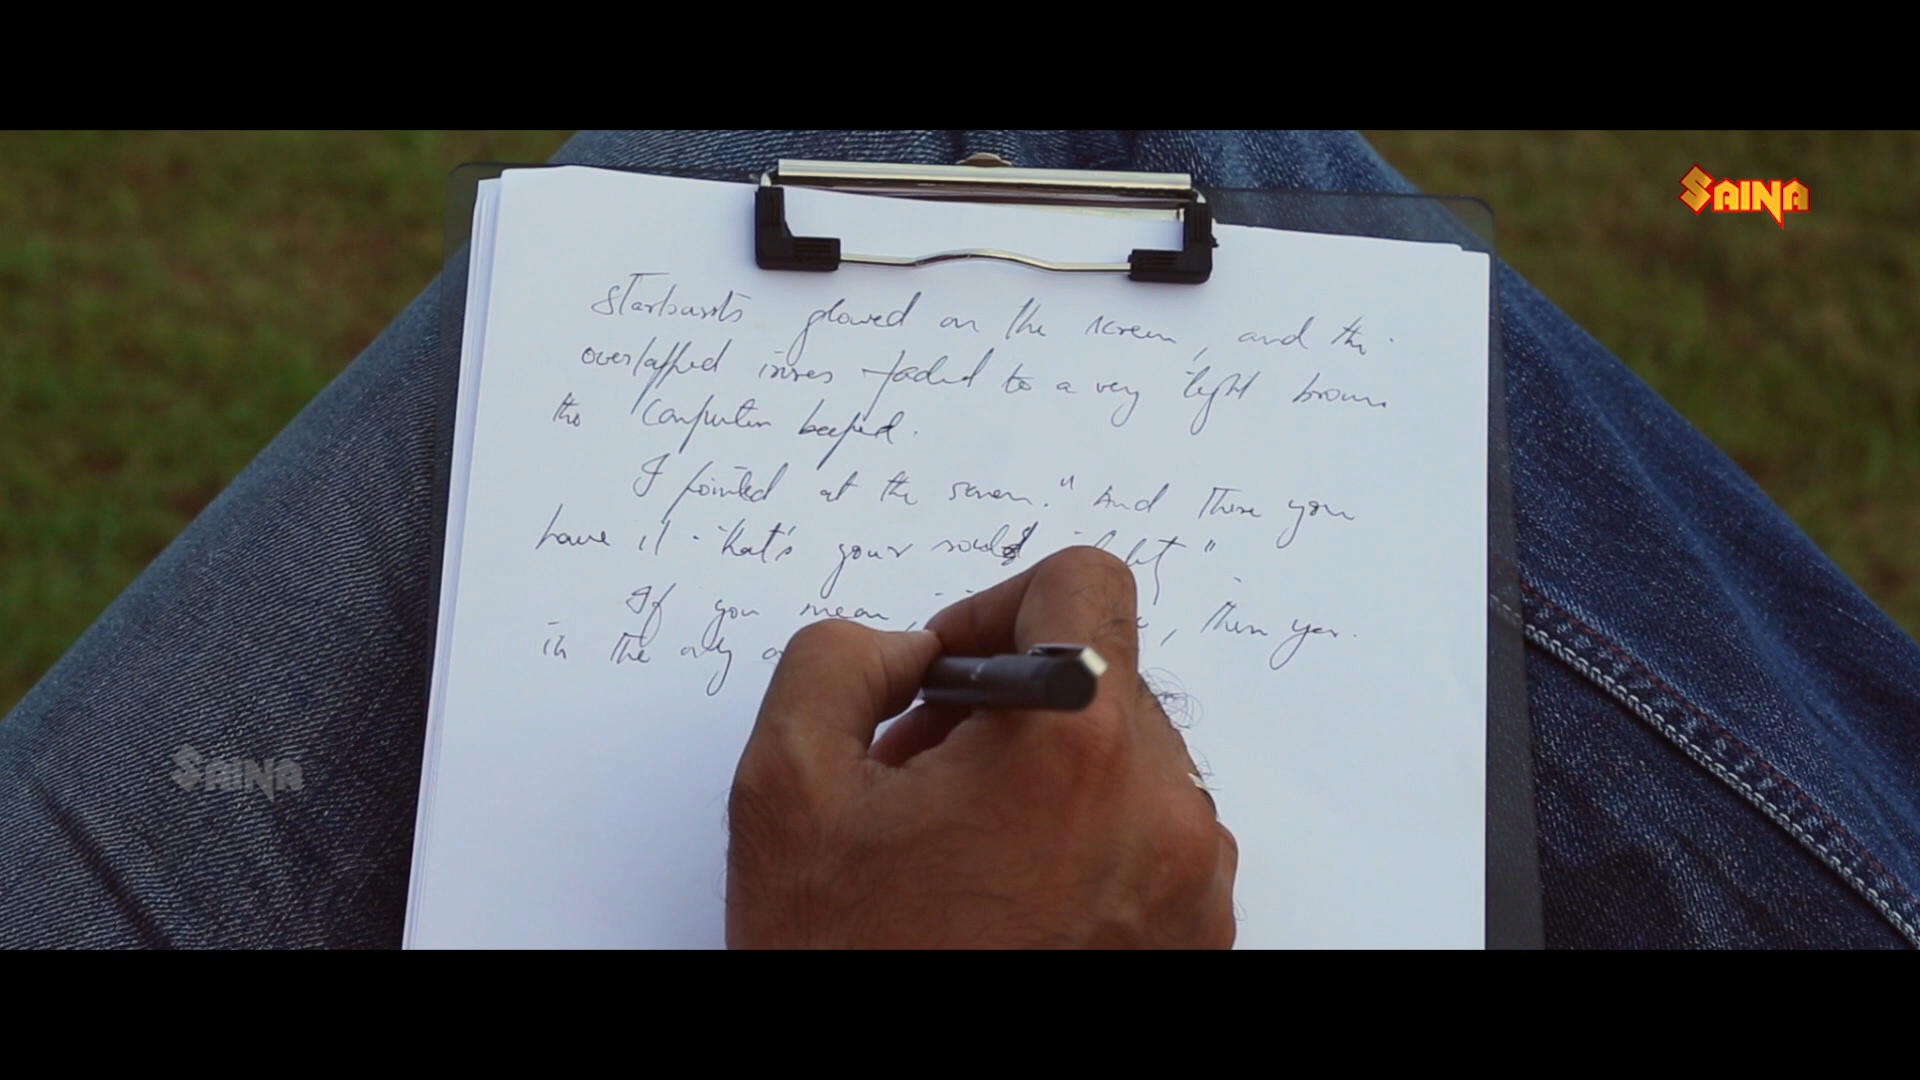 SAINA
Starbursts glowed on the screen, and the
overlapped irises faded to a very light brown
the Computer beeped.
I pointed at the screen. "And There you
have it - that's your
If you mean, then yes.
in the only
SAINA